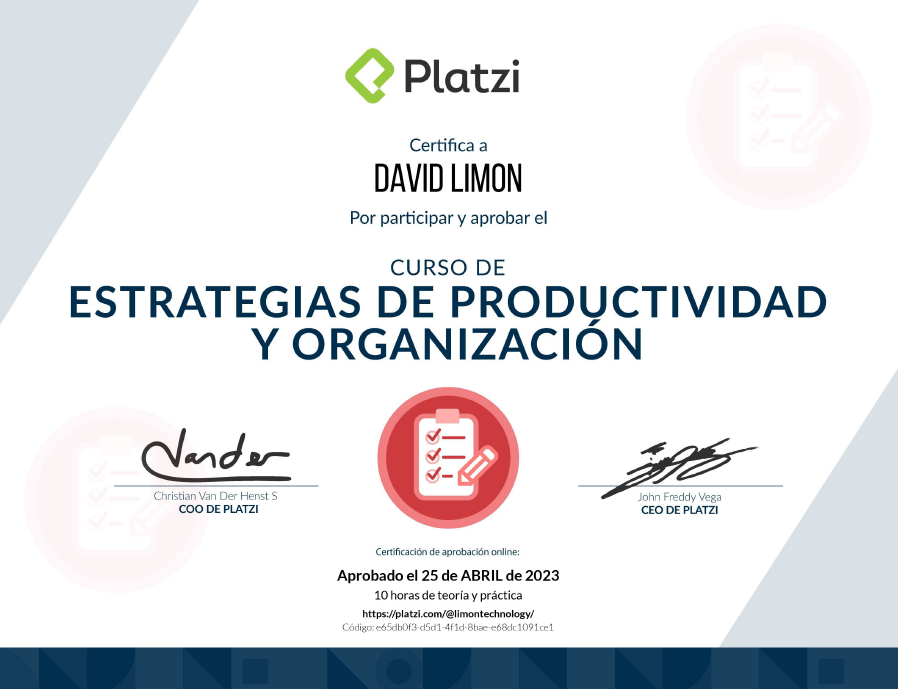 Platzi
Certifica a
DAVID LIMON
Por participar y aprobar el
CURSO DE
ESTRATEGIAS DE PRODUCTIVIDAD
Y ORGANIZACIÓN
Vander
Christian Van Der Henst S
COO DE PLATZI
John Freddy Vega
CEO DE PLATZI
Certificación de aprobación online:
Aprobado el 25 de ABRIL de 2023
10 horas de teoría y práctica
https://platzi.com/@limontechnology/
Código: e65db0f3-d5d1-4f1d-8bae-e68dc1091ce1